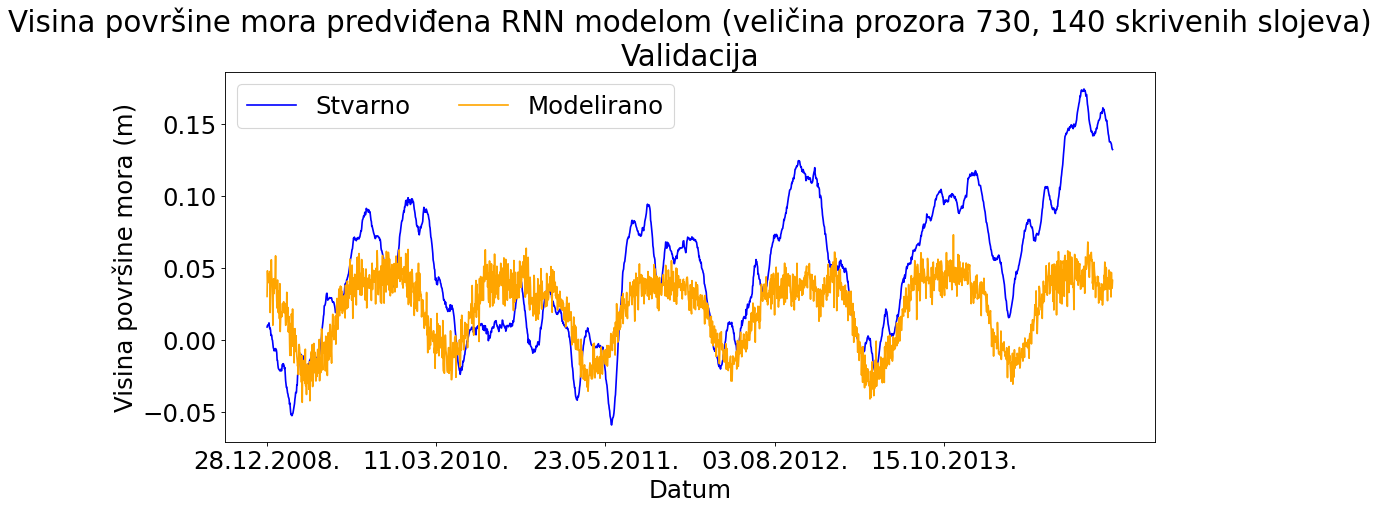 Visina površine mora predviđena RNN modelom (veličina prozora 730, 140 skrivenih slojeva)
Validacija
Stvarno Modelirano
Visina površine mora (m)
0.15
0.10
0.05
0.00
−0.05
28.12.2008. 11.03.2010. 23.05.2011. 03.08.2012. 15.10.2013.
Datum